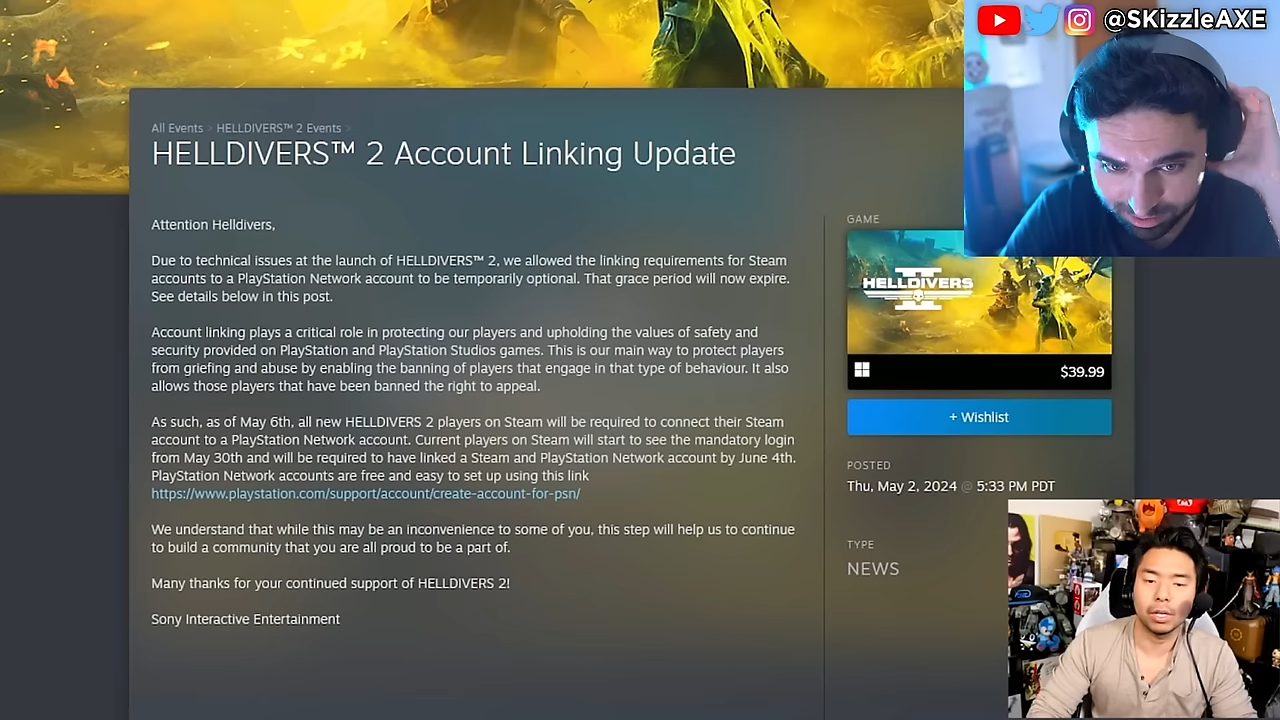 @SKizzleAXE
All Events > HELLDIVERS™ 2 Events >
HELLDIVERS™ 2 Account Linking Update
Attention Helldivers,
Due to technical issues at the launch of HELLDIVERS™ 2, we allowed the linking requirements for Steam
accounts to a PlayStation Network account to be temporarily optional. That grace period will now expire.
See details below in this post.
Account linking plays a critical role in protecting our players and upholding the values of safety and
security provided on PlayStation and PlayStation Studios games. This is our main way to protect players
from griefing and abuse by enabling the banning of players that engage in that type of behaviour. It also
allows those players that have been banned the right to appeal.
As such, as of May 6th, all new HELLDIVERS 2 players on Steam will be required to connect their Steam
account to a PlayStation Network account. Current players on Steam will start to see the mandatory login
from May 30th and will be required to have linked a Steam and PlayStation Network account by June 4th.
PlayStation Network accounts are free and easy to set up using this link
https://www.playstation.com/support/account/create-account-for-psn/
We understand that while this may be an inconvenience to some of you, this step will help us to continue
to build a community that you are all proud to be a part of.
Many thanks for your continued support of HELLDIVERS 2!
Sony Interactive Entertainment
GAME
HELLDIVERS
$39.99
+ Wishlist
POSTED
Thu, May 2, 2024 @ 5:33 PM PDT
TYPE
NEWS